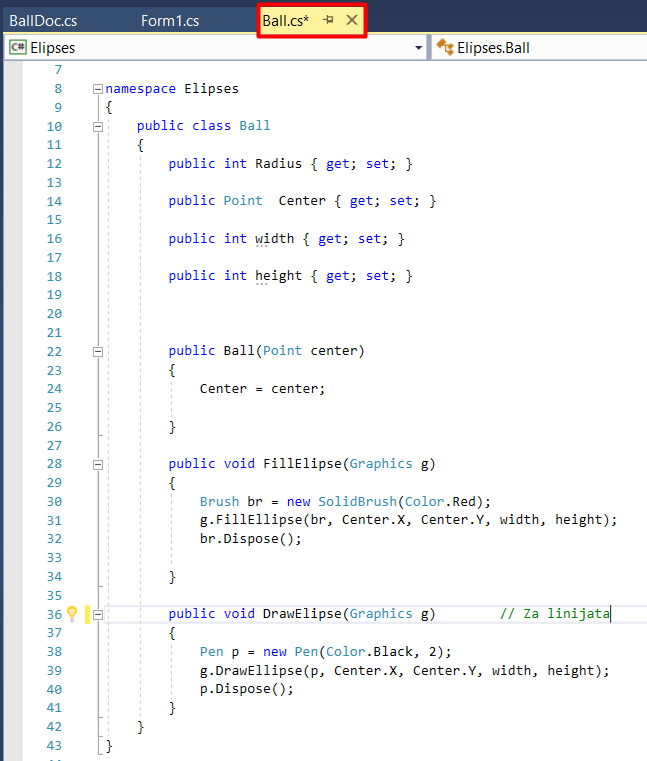 BallDoc.cs Form1.cs Ball.cs*
C# Elipses Elipses.Ball
7
8 namespace Elipses
9 {
10 public class Ball
11 {
12 public int Radius { get; set; }
13
14 public Point  Center { get; set; }
15
16 public int width { get; set; }
17
18 public int height { get; set; }
19
20
21
22 public Ball(Point center)
23 {
24 Center = center;
25
26 }
27
28 public void FillElipse(Graphics g)
29 {
30 Brush br = new SolidBrush(Color.Red);
31 g.FillEllipse(br, Center.X, Center.Y, width, height);
32 br.Dispose();
33
34 }
35
36 public void DrawElipse(Graphics g) // Za linijata
37 {
38 Pen p = new Pen(Color.Black, 2);
39 g.DrawEllipse(p, Center.X, Center.Y, width, height);
40 p.Dispose();
41 }
42 }
43 }